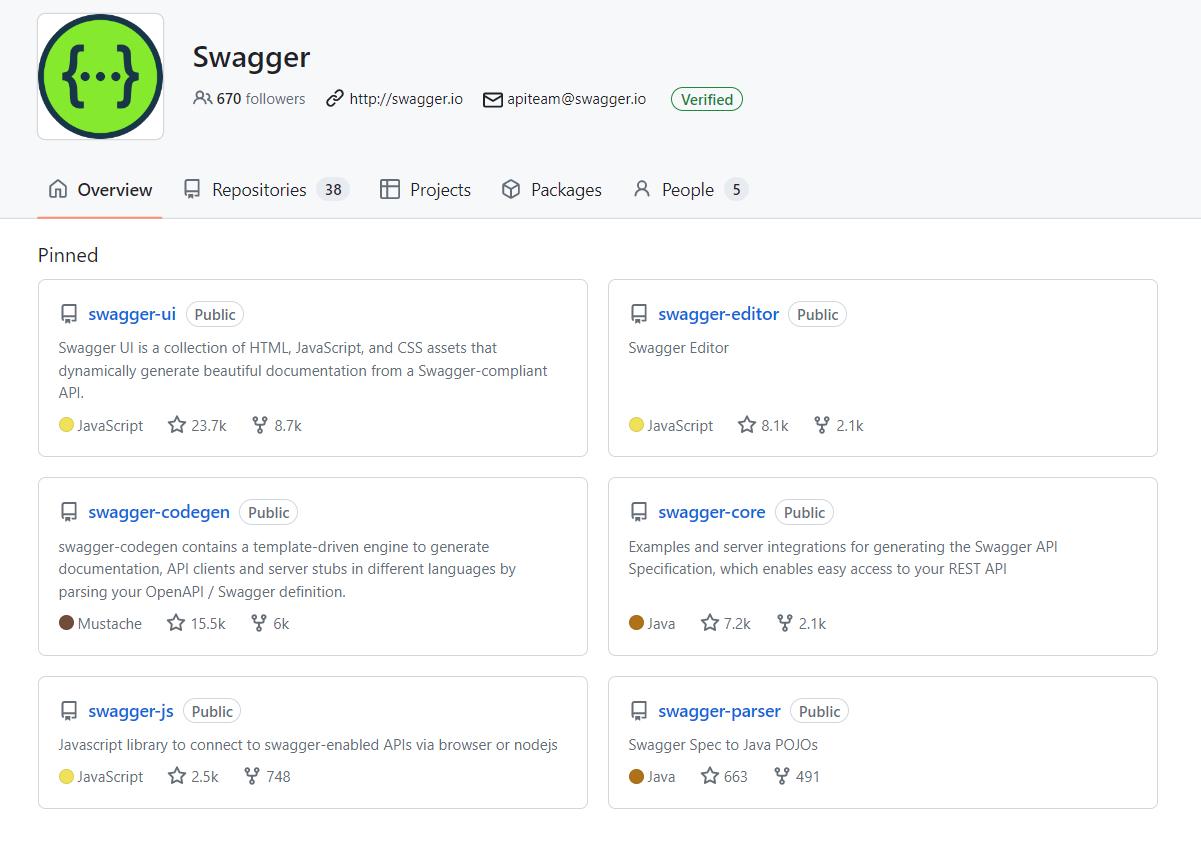 {...}
Swagger
670 followers http://swagger.io apiteam@swagger.io Verified
Overview Repositories 38 Projects Packages People 5
Pinned
swagger-ui Public
Swagger UI is a collection of HTML, JavaScript, and CSS assets that
dynamically generate beautiful documentation from a Swagger-compliant
API.
JavaScript 23.7k 8.7k
swagger-editor Public
Swagger Editor
JavaScript 8.1k 2.1k
swagger-codegen Public
swagger-codegen contains a template-driven engine to generate
documentation, API clients and server stubs in different languages by
parsing your OpenAPI / Swagger definition.
Mustache 15.5k 6k
swagger-core Public
Examples and server integrations for generating the Swagger API
Specification, which enables easy access to your REST API
Java 7.2k 2.1k
swagger-js Public
Javascript library to connect to swagger-enabled APIs via browser or nodejs
JavaScript 2.5k 748
swagger-parser Public
Swagger Spec to Java POJOs
Java 663 491